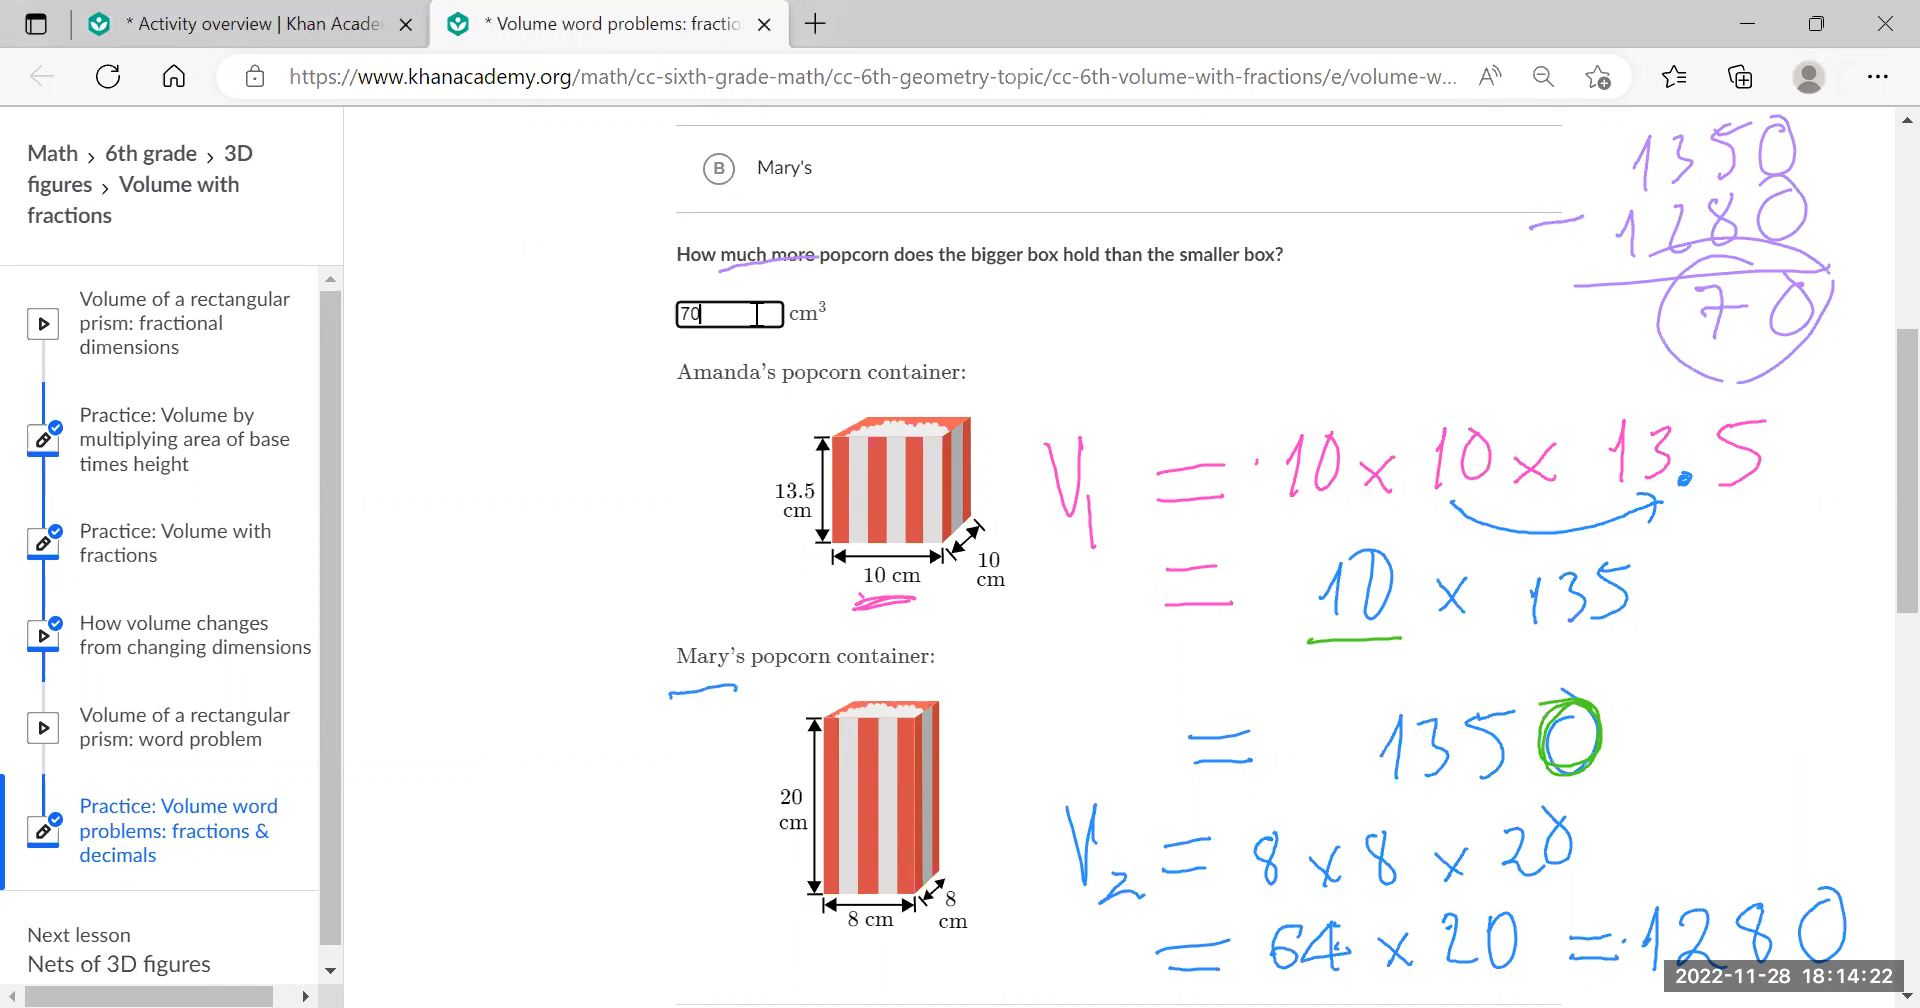 * Activity overview | Khan Acade
* Volume word problems: fractio
https://www.khanacademy.org/math/cc-sixth-grade-math/cc-6th-geometry-topic/cc-6th-volume-with-fractions/e/volume-w...
Math > 6th grade > 3D
figures > Volume with
fractions
Volume of a rectangular
prism: fractional
dimensions
Practice: Volume by
multiplying area of base
times height
Practice: Volume with
fractions
How volume changes
from changing dimensions
Volume of a rectangular
prism: word problem
Practice: Volume word
problems: fractions &
decimals
Next lesson
Nets of 3D figures
B Mary's
How much more popcorn does the bigger box hold than the smaller box?
70 cm³
Amanda's popcorn container:
13.5
cm
10 cm
10
cm
Mary's popcorn container:
20
cm
8 cm
8
cm
1350
- 1280
70
V₁ = 10 x 10 x 13.5
= 10 x 135
= 1350
V₂ = 8 x 8 x 20
= 64 x 20 = 1280
2022-11-28 18:14:22